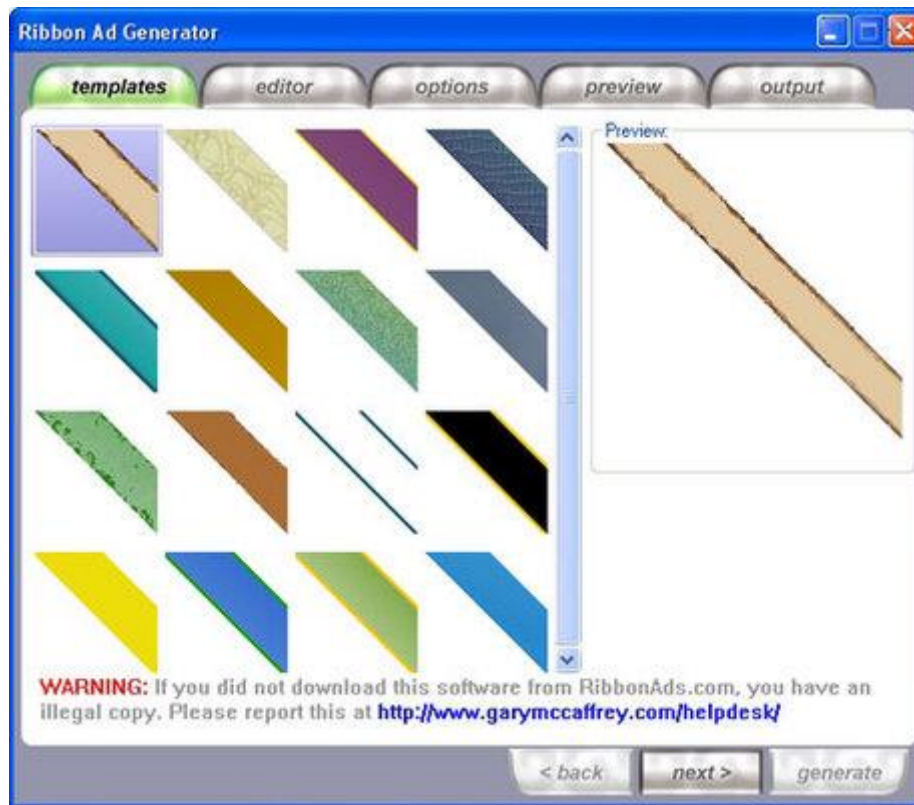 Ribbon Ad Generator
templates editor options preview output
Preview:
WARNING: If you did not download this software from RibbonAds.com, you have an
illegal copy. Please report this at http://www.garymccaffrey.com/helpdesk/
< back next > generate